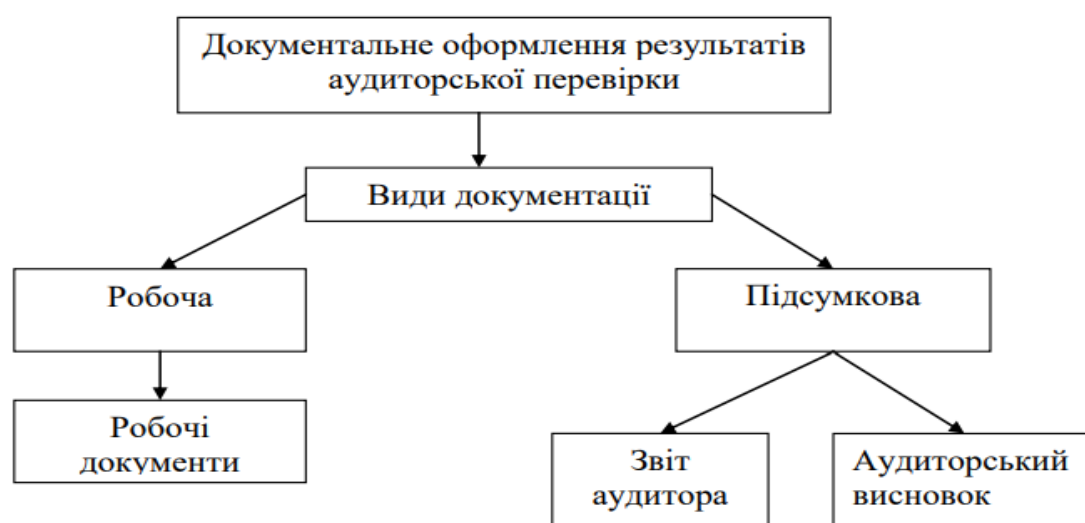 Документальне оформлення результатів
аудиторської перевірки
Види документації
Робоча
Підсумкова
Робочі
документи
Звіт
аудитора
Аудиторський
висновок